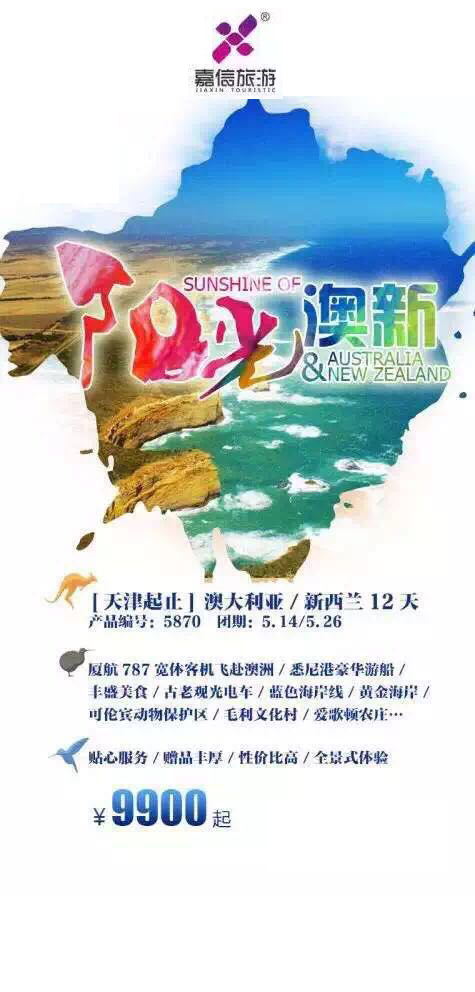 ®
嘉信旅游
JIAXIN TOURISTIC
SUNSHINE OF
阳光澳新
& AUSTRALIA
NEW ZEALAND
[ 天津起止 ] 澳大利亚 / 新西兰 12 天
产品编号：5870 团期：5.14/5.26
厦航 787 宽体客机飞赴澳洲 / 悉尼港豪华游船 /
丰盛美食 / 古老观光电车 / 蓝色海岸线 / 黄金海岸 /
可伦宾动物保护区 / 毛利文化村 / 爱歌顿农庄…
贴心服务 / 赠品丰厚 / 性价比高 / 全景式体验
¥ 9900 起